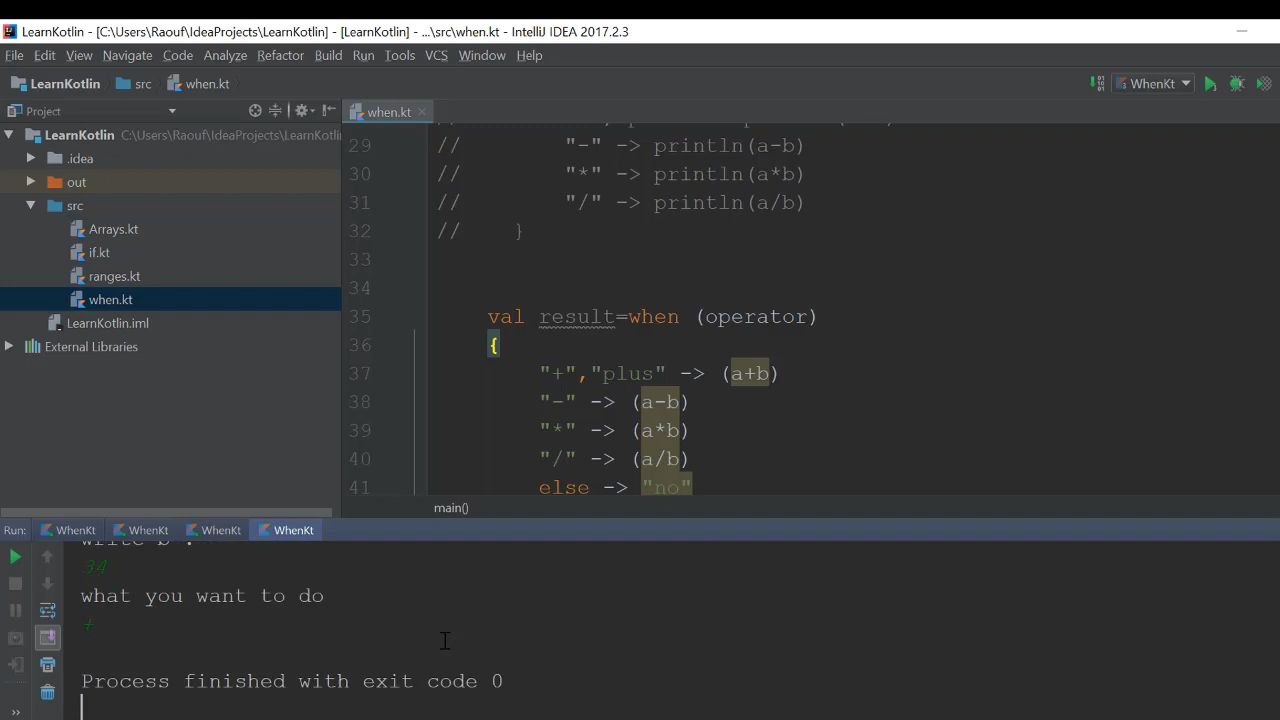 LearnKotlin - [C:\Users\Raouf\IdeaProjects\LearnKotlin] - [LearnKotlin] - ...\src\when.kt - IntelliJ IDEA 2017.2.3
File Edit View Navigate Code Analyze Refactor Build Run Tools VCS Window Help
LearnKotlin src when.kt WhenKt
Project
when.kt
LearnKotlin C:\Users\Raouf\IdeaProjects\LearnKotlin
.idea
out
src
Arrays.kt
if.kt
ranges.kt
when.kt
LearnKotlin.iml
External Libraries
29 // "-" -> println(a-b)
30 // "*" -> println(a*b)
31 // "/" -> println(a/b)
32 // }
33
34
35 val result=when (operator)
36 {
37 "+","plus" -> (a+b)
38 "-" -> (a-b)
39 "*" -> (a*b)
40 "/" -> (a/b)
41 else -> "no"
main()
Run: WhenKt WhenKt WhenKt WhenKt
write b :
34
what you want to do
+
Process finished with exit code 0